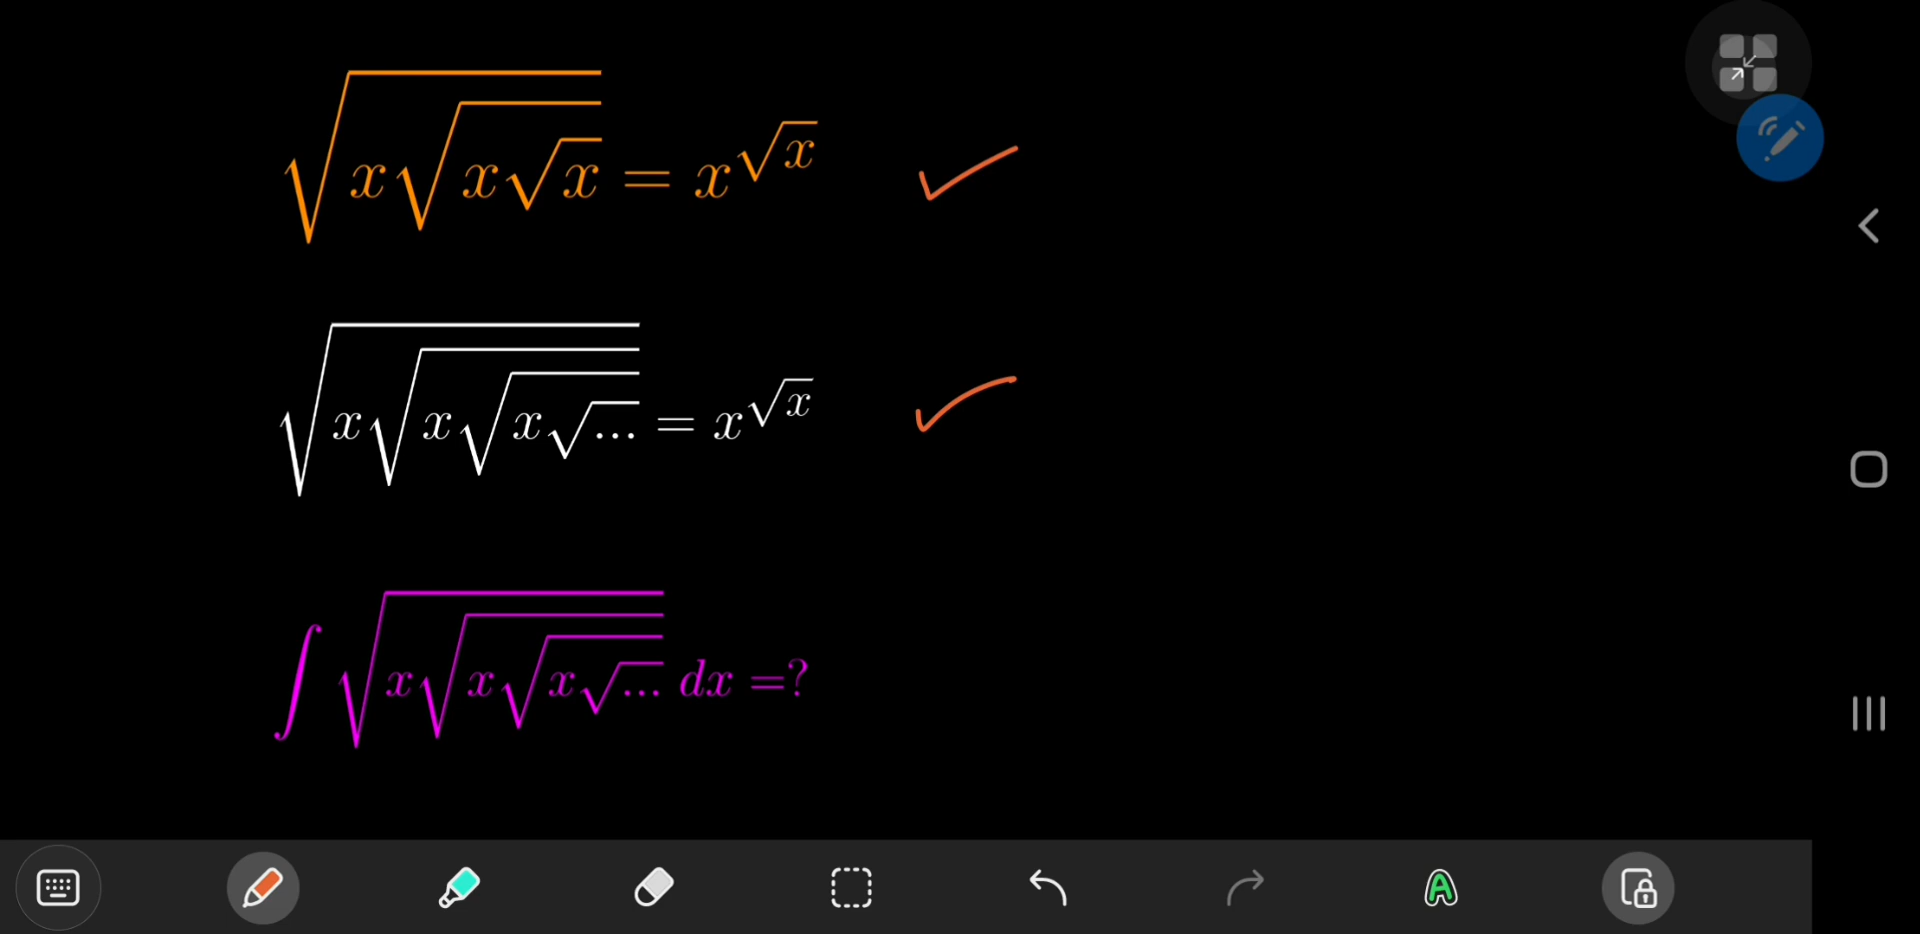 √(x√(x√x)) = x^√x
√(x√(x√(x√...))) = x^√x
∫ √(x√(x√(x√...))) dx =?
A